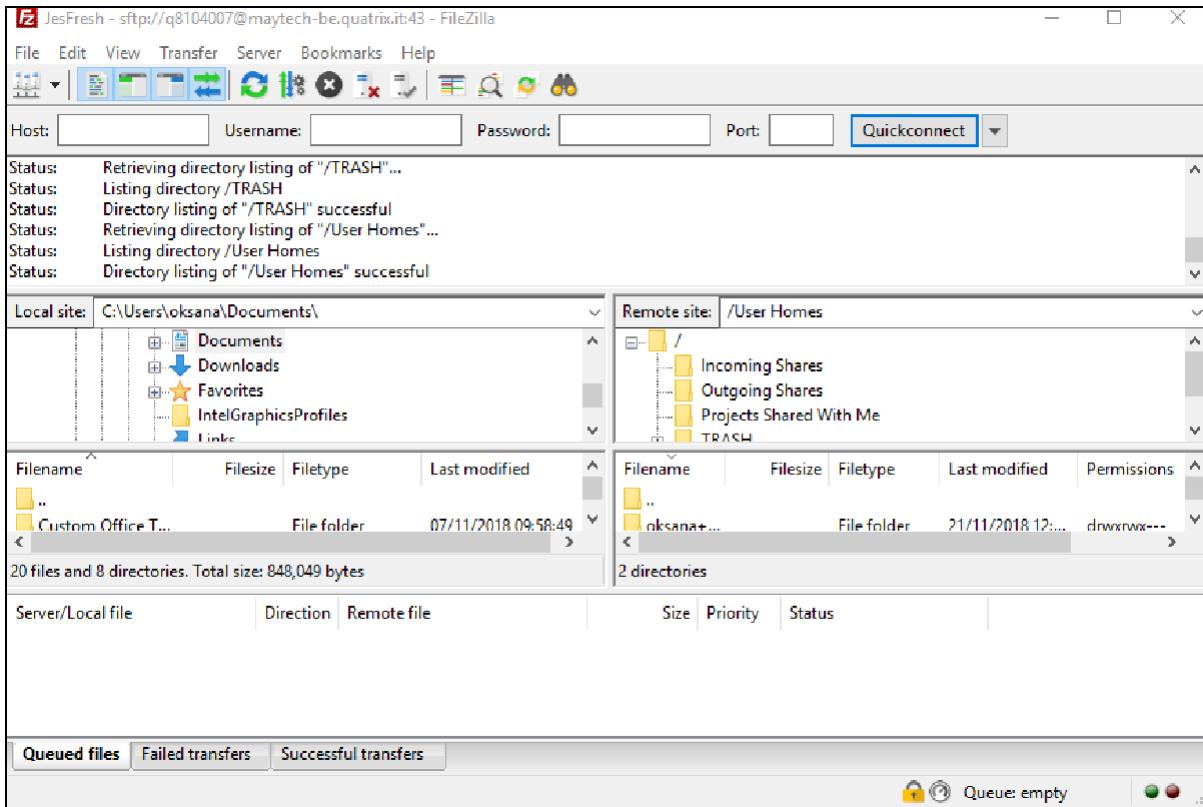 JesFresh - sftp://q8104007@maytech-be.quatrix.it:43 - FileZilla
File Edit View Transfer Server Bookmarks Help
Host: Username: Password: Port: Quickconnect
Status: Retrieving directory listing of "/TRASH"...
Status: Listing directory /TRASH
Status: Directory listing of "/TRASH" successful
Status: Retrieving directory listing of "/User Homes"...
Status: Listing directory /User Homes
Status: Directory listing of "/User Homes" successful
Local site: C:\Users\oksana\Documents\
Documents
Downloads
Favorites
IntelGraphicsProfiles
Links
Filename Filesize Filetype Last modified
..
Custom Office T... File folder 07/11/2018 09:58:49
20 files and 8 directories. Total size: 848,049 bytes
Remote site: /User Homes
/
Incoming Shares
Outgoing Shares
Projects Shared With Me
TRASH
Filename Filesize Filetype Last modified Permissions
..
oksana+... File folder 21/11/2018 12:... drwxrwx---
2 directories
Server/Local file Direction Remote file Size Priority Status
Queued files Failed transfers Successful transfers
Queue: empty